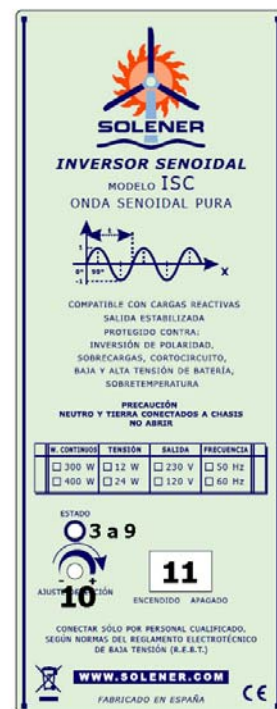 SOLENER
INVERSOR SENOIDAL
MODELO ISC
ONDA SENOIDAL PURA
t
1
0° 90°
-1
X
COMPATIBLE CON CARGAS REACTIVAS
SALIDA ESTABILIZADA
PROTEGIDO CONTRA:
INVERSIÓN DE POLARIDAD,
SOBRECARGAS, CORTOCIRCUITO,
BAJA Y ALTA TENSIÓN DE BATERÍA,
SOBRETEMPERATURA
PRECAUCIÓN
NEUTRO Y TIERRA CONECTADOS A CHASIS
NO ABRIR
W. CONTINUOS TENSIÓN SALIDA FRECUENCIA
300 W 12 W 230 V 50 Hz
400 W 24 W 120 V 60 Hz
ESTADO
3 a 9
- +
10
11
ENCENDIDO APAGADO
CONECTAR SÓLO POR PERSONAL CUALIFICADO,
SEGÚN NORMAS DEL REGLAMENTO ELECTROTÉCNICO
DE BAJA TENSIÓN (R.E.B.T.)
WWW.SOLENER.COM
FABRICADO EN ESPAÑA
CE